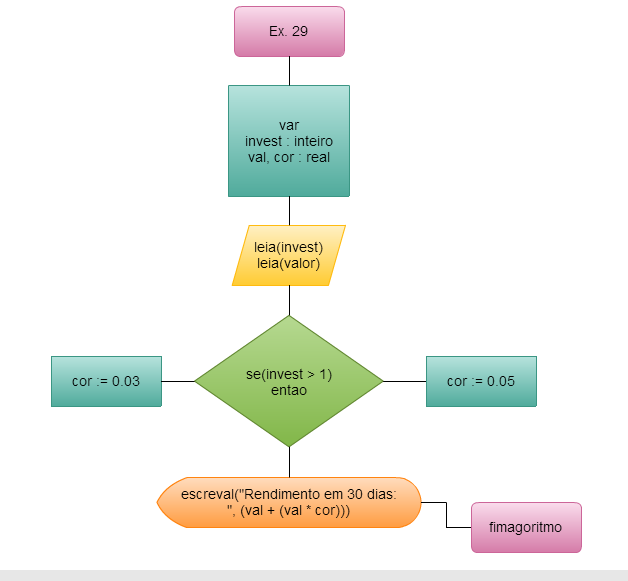 Ex. 29
var
invest : inteiro
val, cor : real
leia(invest)
leia(valor)
se(invest > 1)
entao
cor := 0.03
cor := 0.05
escreval("Rendimento em 30 dias:
", (val + (val * cor)))
fimagoritmo